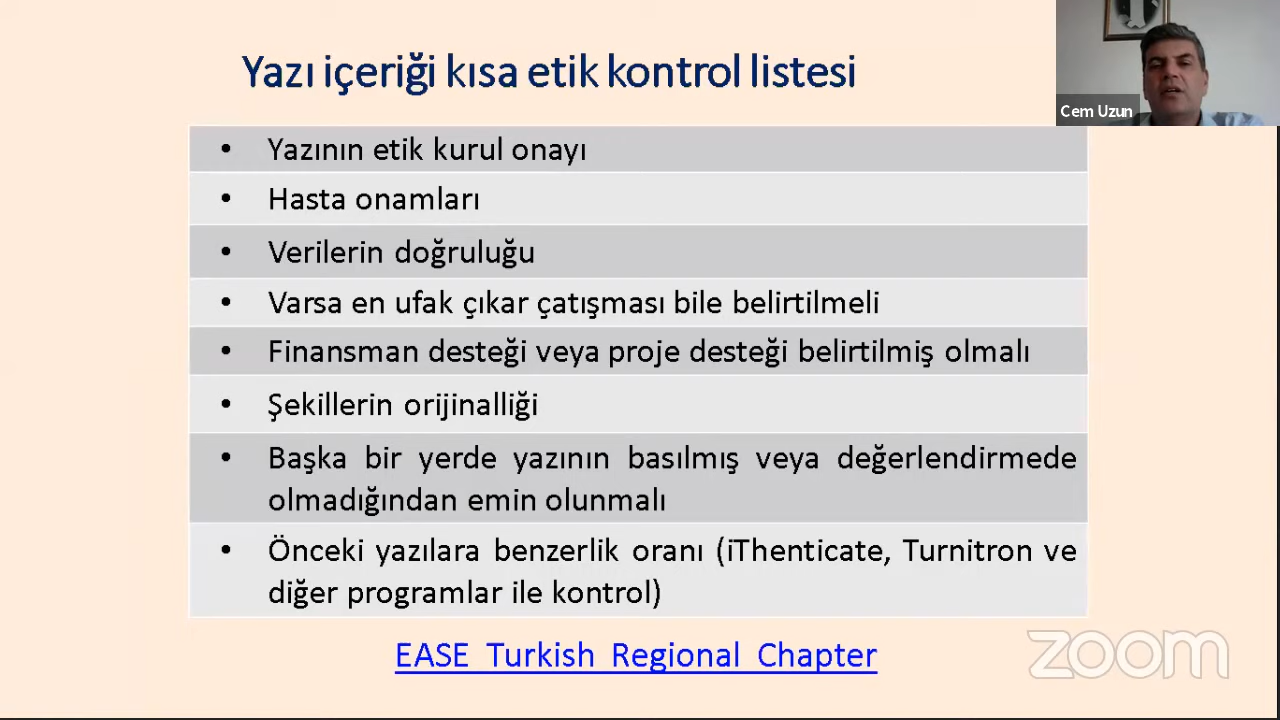 Yazı içeriği kısa etik kontrol listesi
Cem Uzun
• Yazının etik kurul onayı
• Hasta onamları
• Verilerin doğruluğu
• Varsa en ufak çıkar çatışması bile belirtilmeli
• Finansman desteği veya proje desteği belirtilmiş olmalı
• Şekillerin orijinalliği
• Başka bir yerde yazının basılmış veya değerlendirmede
olmadığından emin olunmalı
• Önceki yazılara benzerlik oranı (iThenticate, Turnitron ve
diğer programlar ile kontrol)
EASE Turkish Regional Chapter
zoom